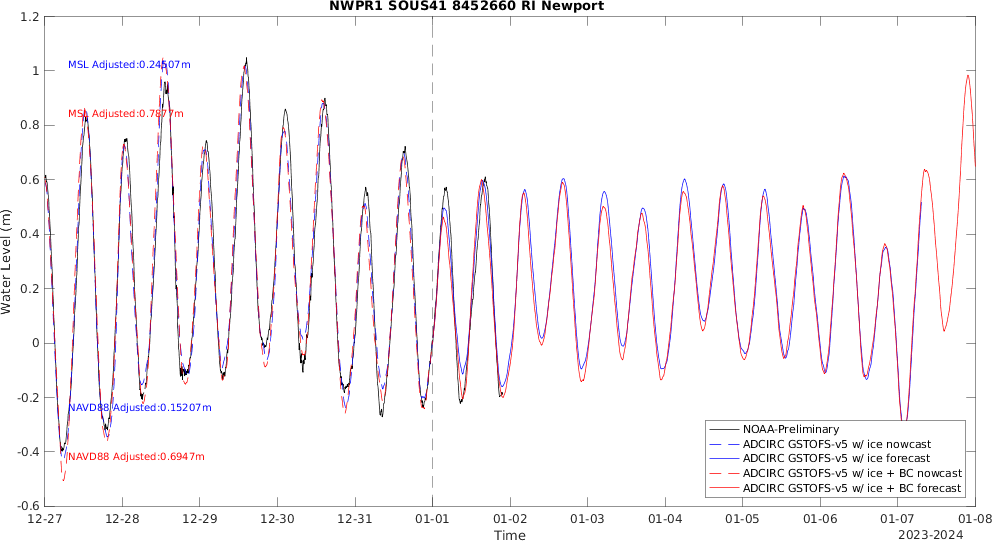 NWPR1 SOUS41 8452660 RI Newport
1.2
1
0.8
0.6
0.4
0.2
0
-0.2
-0.4
-0.6
Water Level (m)
MSL Adjusted:0.24507m
MSL Adjusted:0.7877m
NAVD88 Adjusted:0.15207m
NAVD88 Adjusted:0.6947m
NOAA-Preliminary
ADCIRC GSTOFS-v5 w/ ice nowcast
ADCIRC GSTOFS-v5 w/ ice forecast
ADCIRC GSTOFS-v5 w/ ice + BC nowcast
ADCIRC GSTOFS-v5 w/ ice + BC forecast
12-27 12-28 12-29 12-30 12-31 01-01 01-02 01-03 01-04 01-05 01-06 01-07 01-08
Time
2023-2024